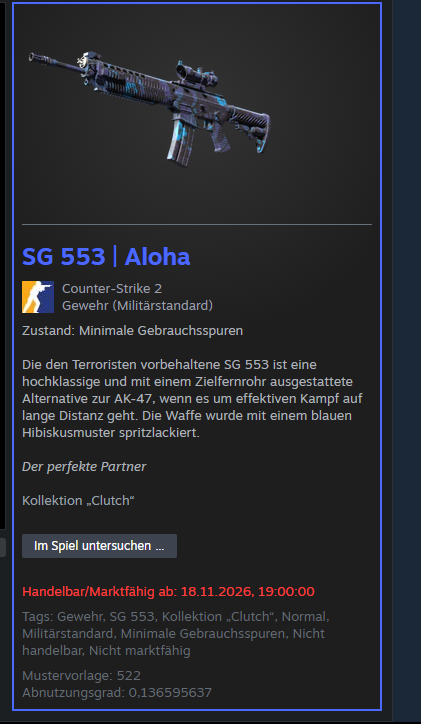 SG 553 | Aloha
Counter-Strike 2
Gewehr (Militärstandard)
Zustand: Minimale Gebrauchsspuren
Die den Terroristen vorbehaltene SG 553 ist eine
hochklassige und mit einem Zielfernrohr ausgestattete
Alternative zur AK-47, wenn es um effektiven Kampf auf
lange Distanz geht. Die Waffe wurde mit einem blauen
Hibiskusmuster spritzlackiert.
Der perfekte Partner
Kollektion „Clutch“
Im Spiel untersuchen ...
Handelbar/Marktfähig ab: 18.11.2026, 19:00:00
Tags: Gewehr, SG 553, Kollektion „Clutch“, Normal,
Militärstandard, Minimale Gebrauchsspuren, Nicht
handelbar, Nicht marktfähig
Mustervorlage: 522
Abnutzungsgrad: 0,136595637